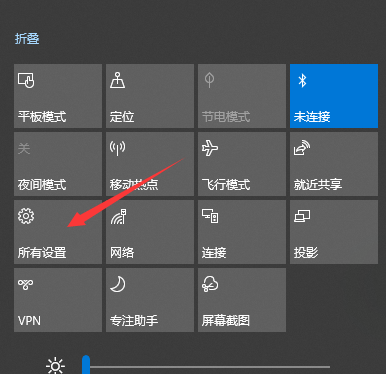 折叠
平板模式
定位
节电模式
未连接
关
夜间模式
移动热点
飞行模式
就近共享
所有设置
网络
连接
投影
VPN
专注助手
屏幕截图